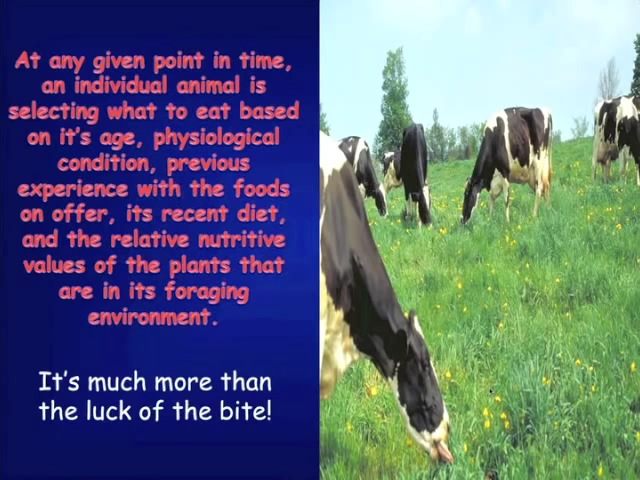 At any given point in time,
an individual animal is
selecting what to eat based
on it's age, physiological
condition, previous
experience with the foods
on offer, its recent diet,
and the relative nutritive
values of the plants that
are in its foraging
environment.
It's much more than
the luck of the bite!